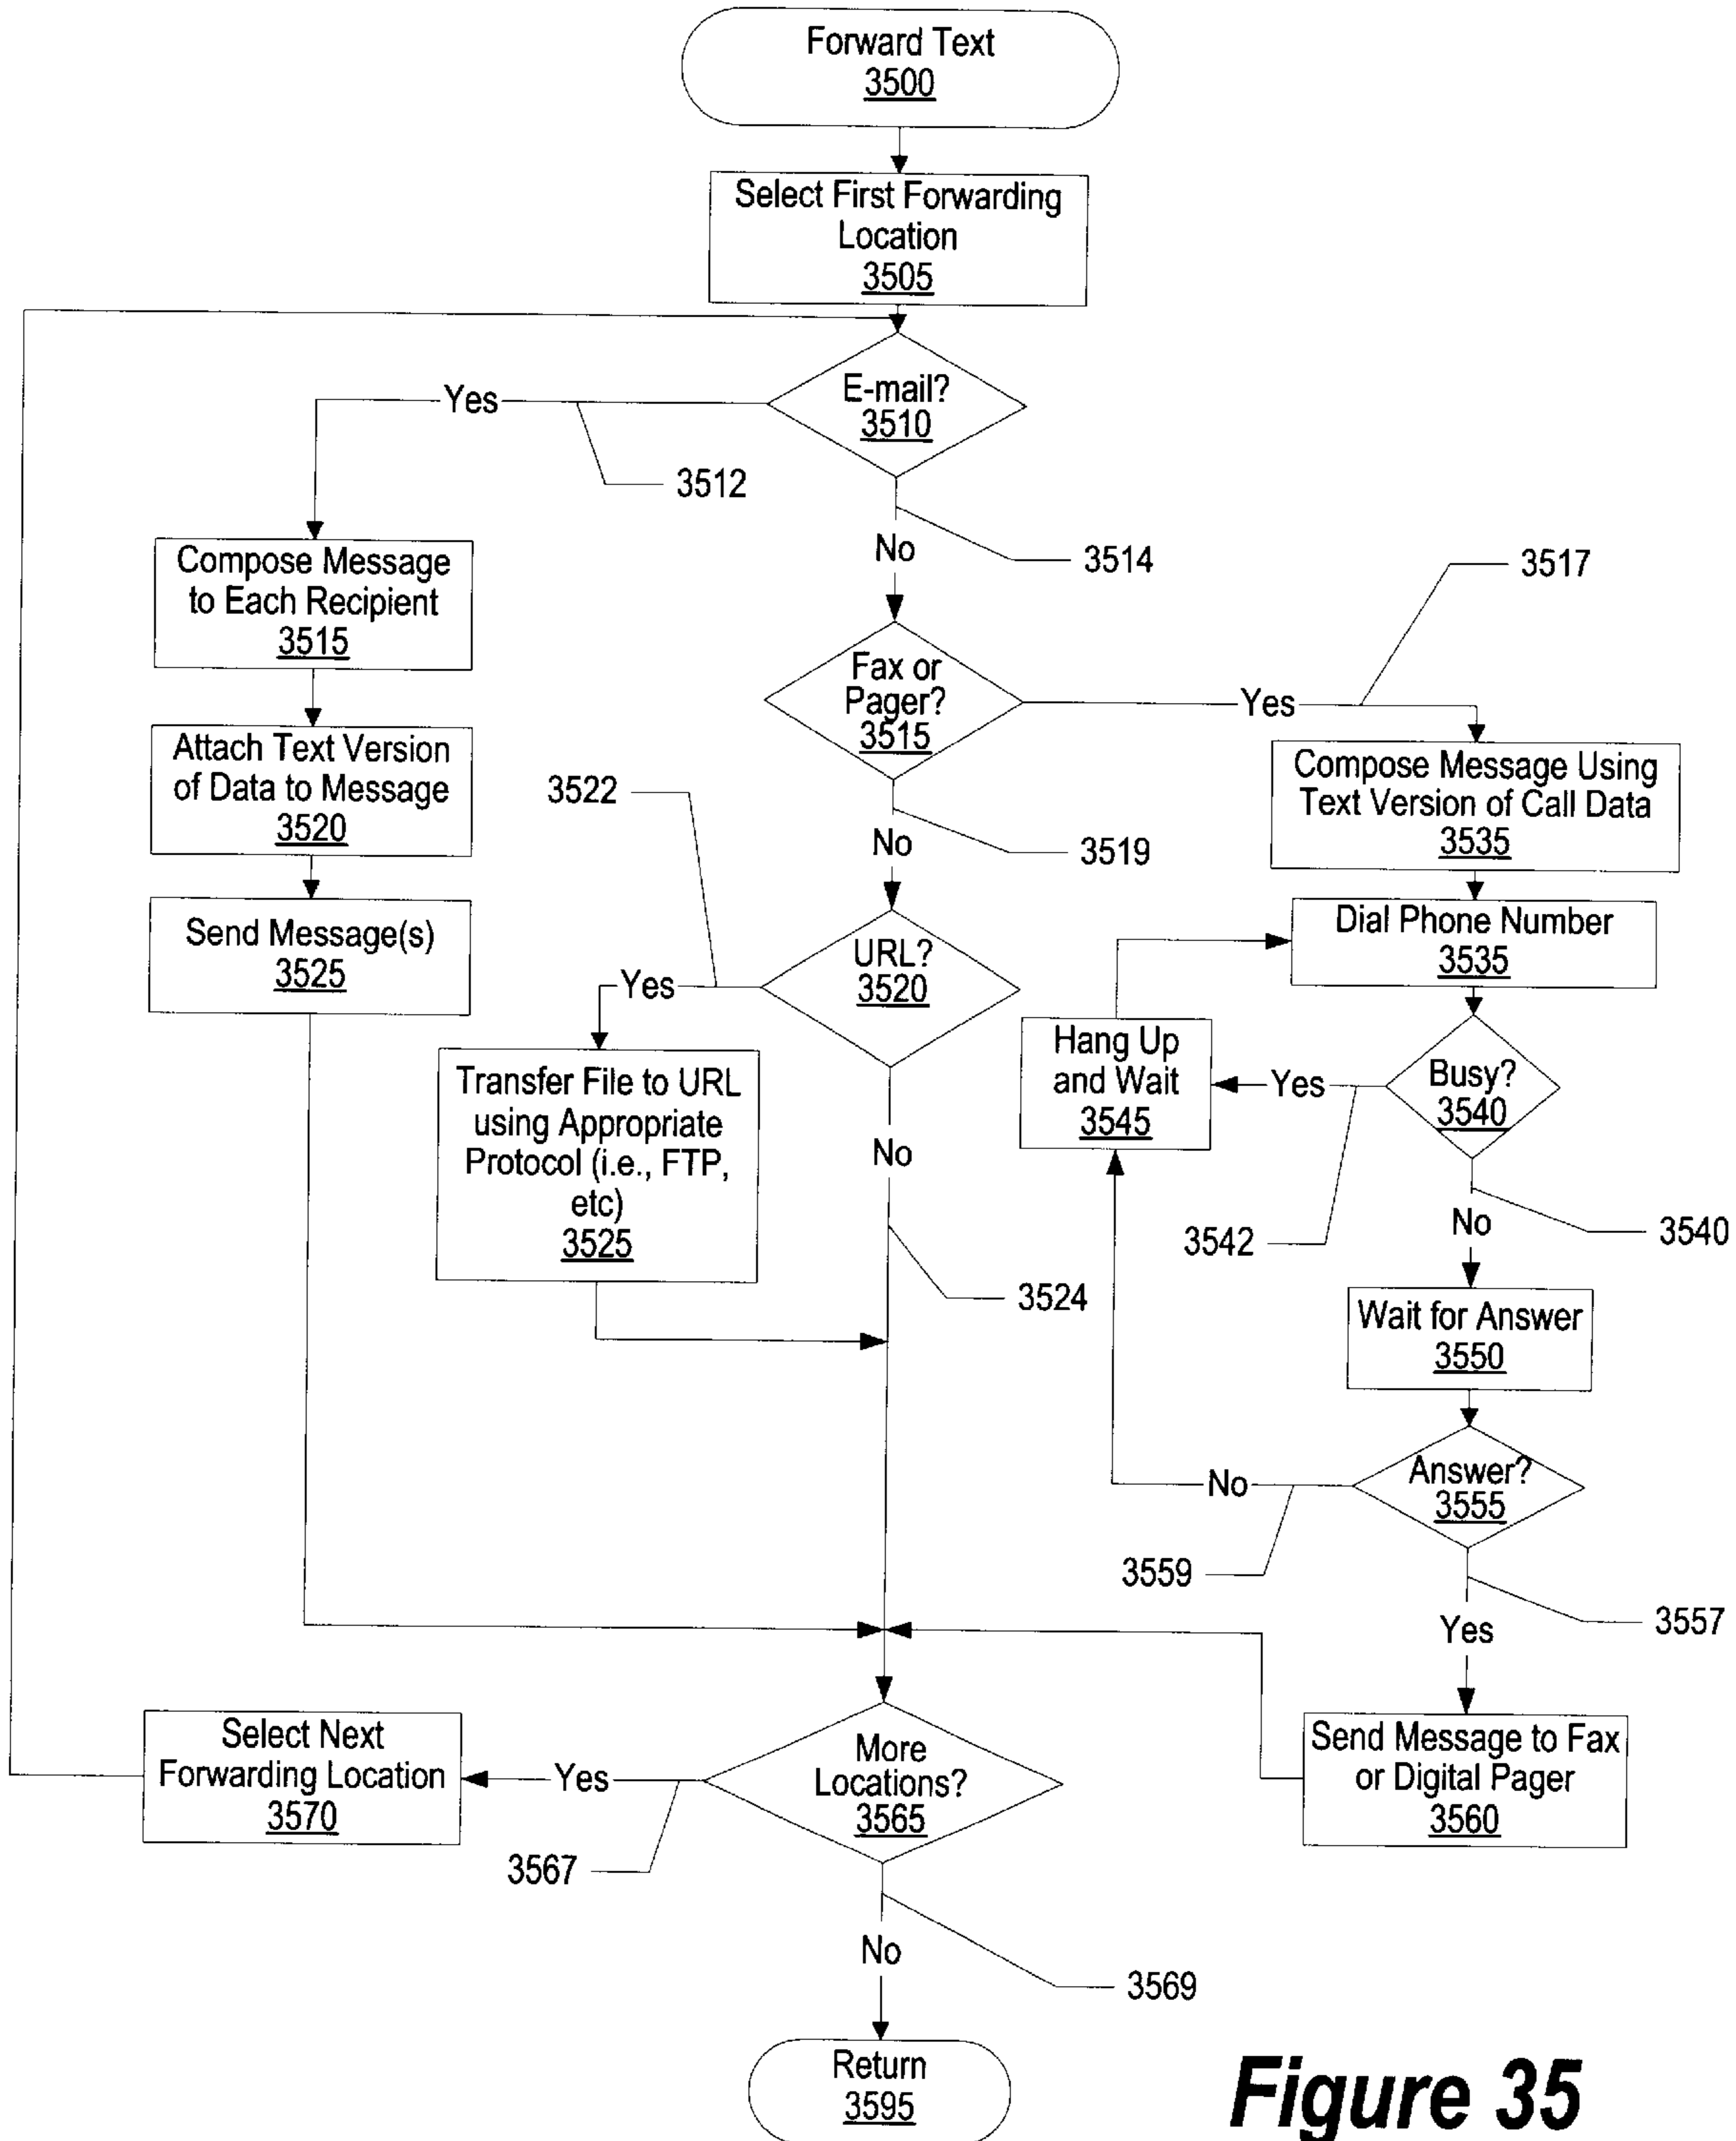 Forward Text
3500
Select First Forwarding
Location
3505
E-mail?
3510
Yes
3512
No
3514
Compose Message
to Each Recipient
3515
Attach Text Version
of Data to Message
3520
Send Message(s)
3525
Fax or
Pager?
3515
Yes
3517
No
3519
URL?
3520
Yes
3522
Transfer File to URL
using Appropriate
Protocol (i.e., FTP,
etc)
3525
No
3524
Compose Message Using
Text Version of Call Data
3535
Dial Phone Number
3535
Busy?
3540
Yes
3542
Hang Up
and Wait
3545
No
3540
Wait for Answer
3550
Answer?
3555
No
3559
Yes
3557
Send Message to Fax
or Digital Pager
3560
More
Locations?
3565
Yes
3567
Select Next
Forwarding Location
3570
No
3569
Return
3595
Figure 35